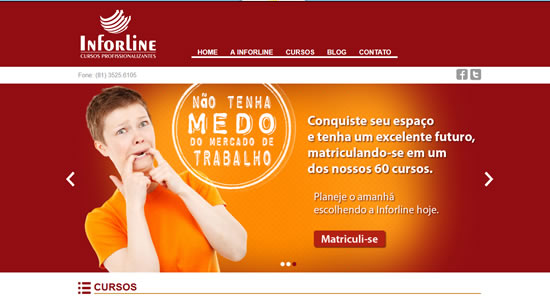 INFORLINE
CURSOS PROFISSIONALIZANTES
HOME A INFORLINE CURSOS BLOG CONTATO
Fone: (81) 3525.6105
NÃO TENHA
MEDO
DO MERCADO DE
TRABALHO
Conquiste seu espaço
e tenha um excelente futuro,
matriculando-se em um
dos nossos 60 cursos.
Planeje o amanhã
escolhendo a Inforline hoje.
Matriculi-se
CURSOS